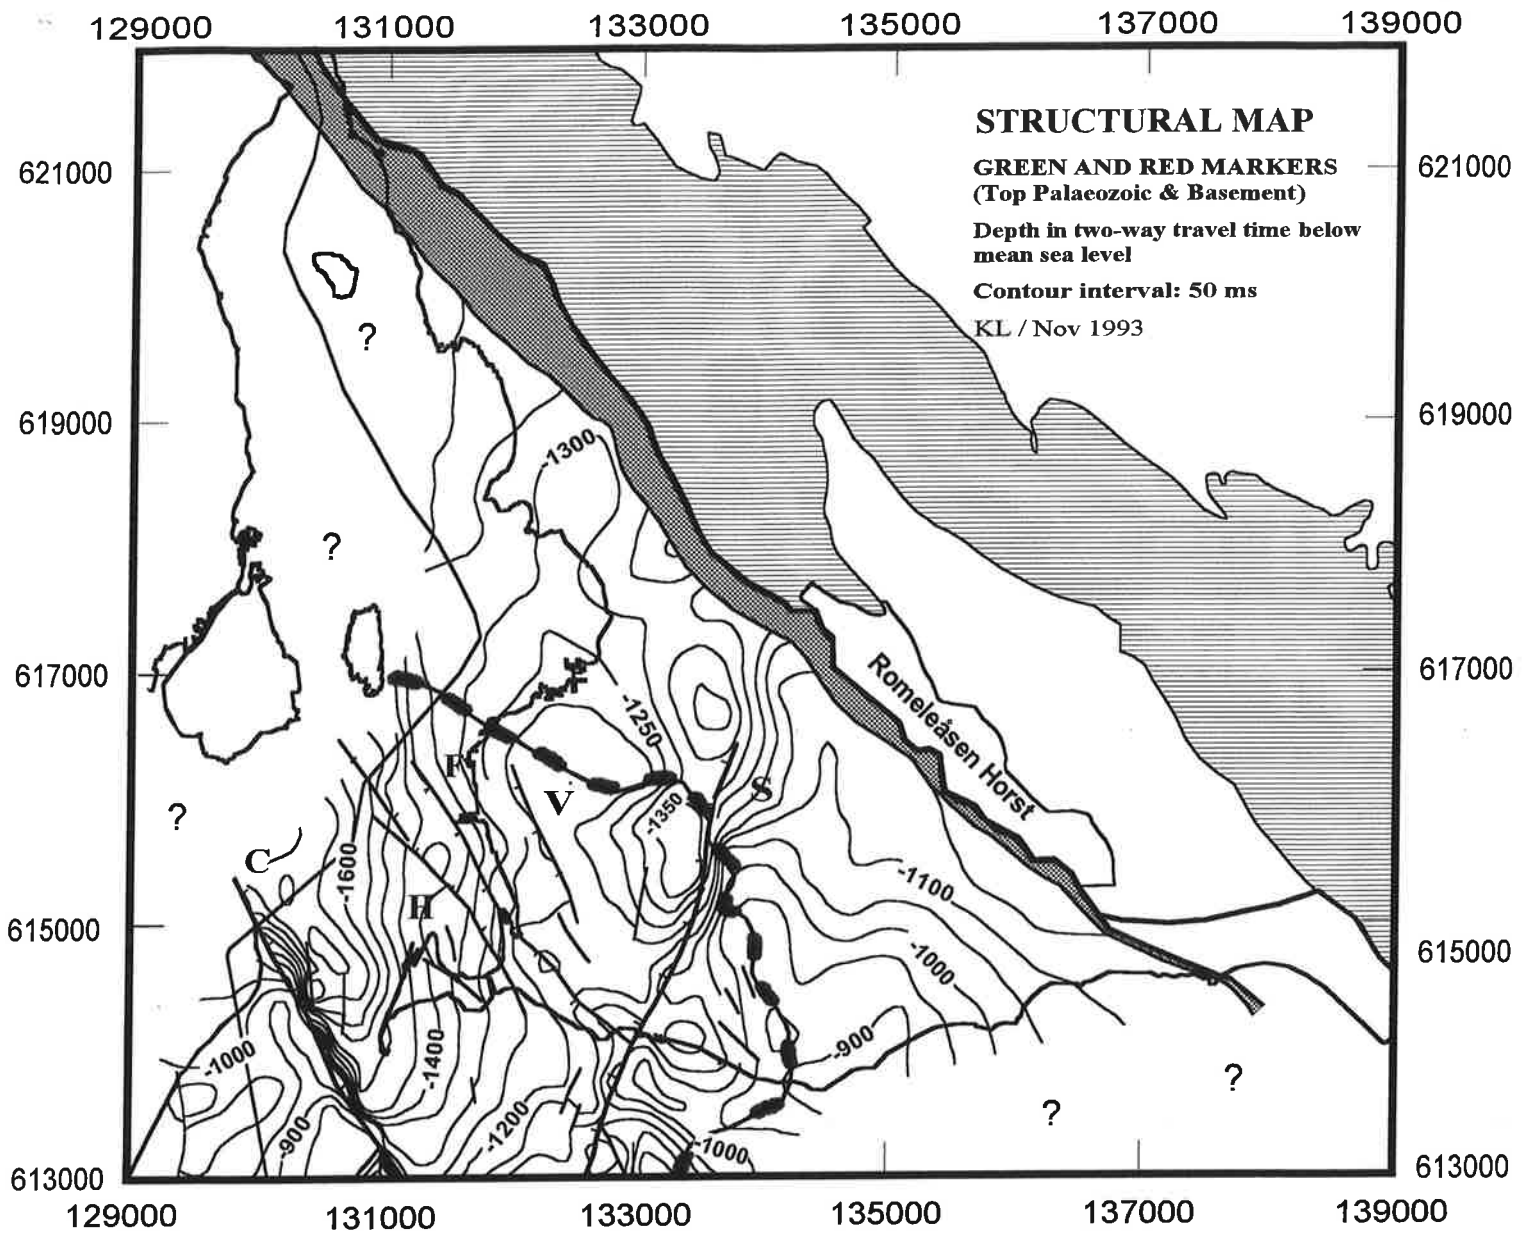 129000 131000 133000 135000 137000 139000
STRUCTURAL MAP
GREEN AND RED MARKERS
(Top Palaeozoic & Basement)
Depth in two-way travel time below
mean sea level
Contour interval: 50 ms
KL / Nov 1993
621000 621000
?
619000 619000
-1300
?
617000 617000
Romeleåsen Horst
-1250
F
S
V
-1350
?
C
-1600
-1100
H
615000 615000
-1000
-900
-1000
-1400
?
?
-1200
-900
-1000
613000 613000
129000 131000 133000 135000 137000 139000